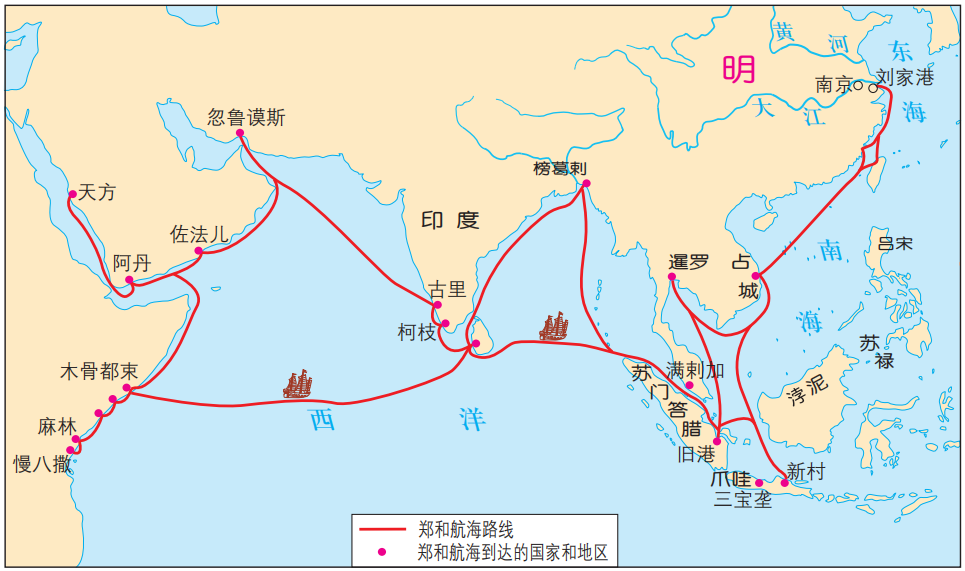 黄河
东海
明
南京
刘家港
大江
忽鲁谟斯
榜葛剌
天方
印度
佐法儿
阿丹
吕宋
南海
暹罗
占城
古里
柯枝
苏禄
木骨都束
满剌加
苏门答腊
浡泥
麻林
西洋
旧港
慢八撒
爪哇
新村
三宝垄
郑和航海路线
郑和航海到达的国家和地区